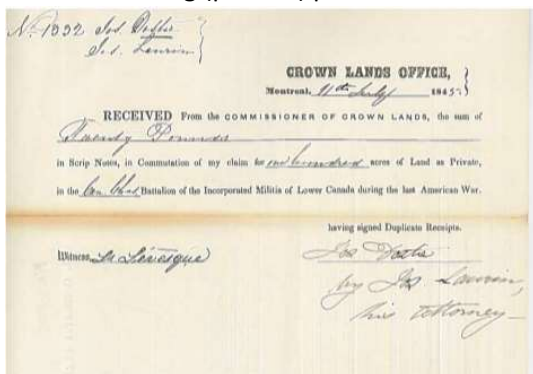 No. 1332 Jos.
Jos. Laurin
CROWN LANDS OFFICE,
Montreal, 11th July 1845
RECEIVED From the COMMISSIONER OF CROWN LANDS, the sum of
Twenty Pounds
in Scrip Notes, in Commutation of my claim for one hundred acres of Land as Private,
in the Battalion of the Incorporated Militia of Lower Canada during the last American War.
having signed Duplicate Receipts.
Witness, Levesque
Jos
by Jos. Laurin,
his Attorney